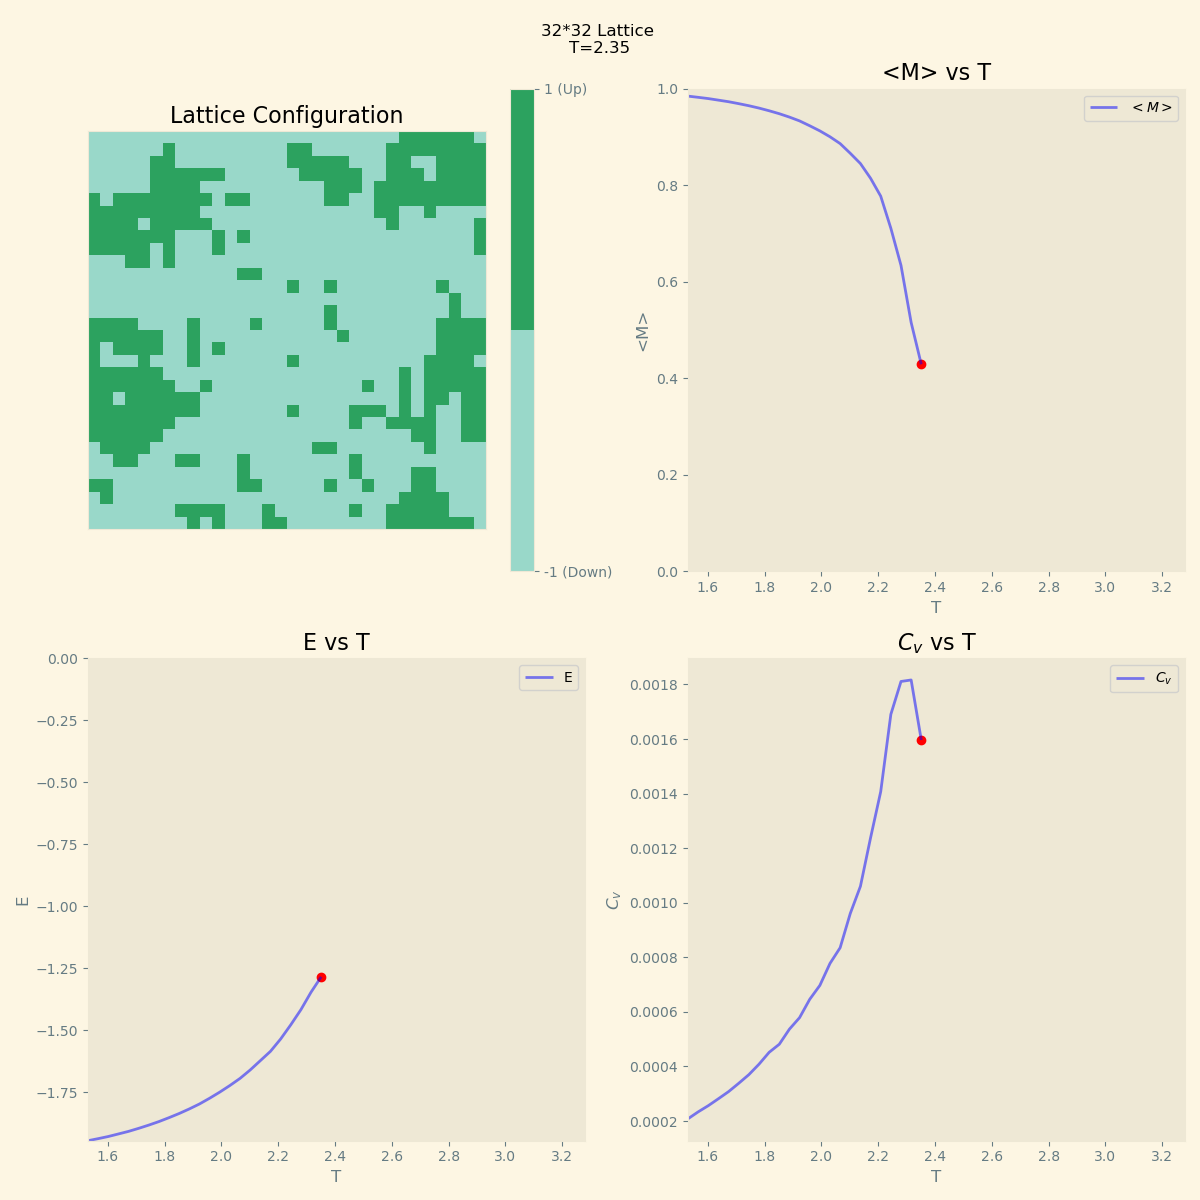 32*32 Lattice
T=2.35
Lattice Configuration
1 (Up)
-1 (Down)
<M> vs T
1.0
0.8
0.6
0.4
0.2
0.0
<M>
<M>
1.6 1.8 2.0 2.2 2.4 2.6 2.8 3.0 3.2
T
E vs T
0.00
−0.25
−0.50
−0.75
−1.00
−1.25
−1.50
−1.75
E
E
1.6 1.8 2.0 2.2 2.4 2.6 2.8 3.0 3.2
T
Cv vs T
0.0018
0.0016
0.0014
0.0012
0.0010
0.0008
0.0006
0.0004
0.0002
Cv
Cv
1.6 1.8 2.0 2.2 2.4 2.6 2.8 3.0 3.2
T